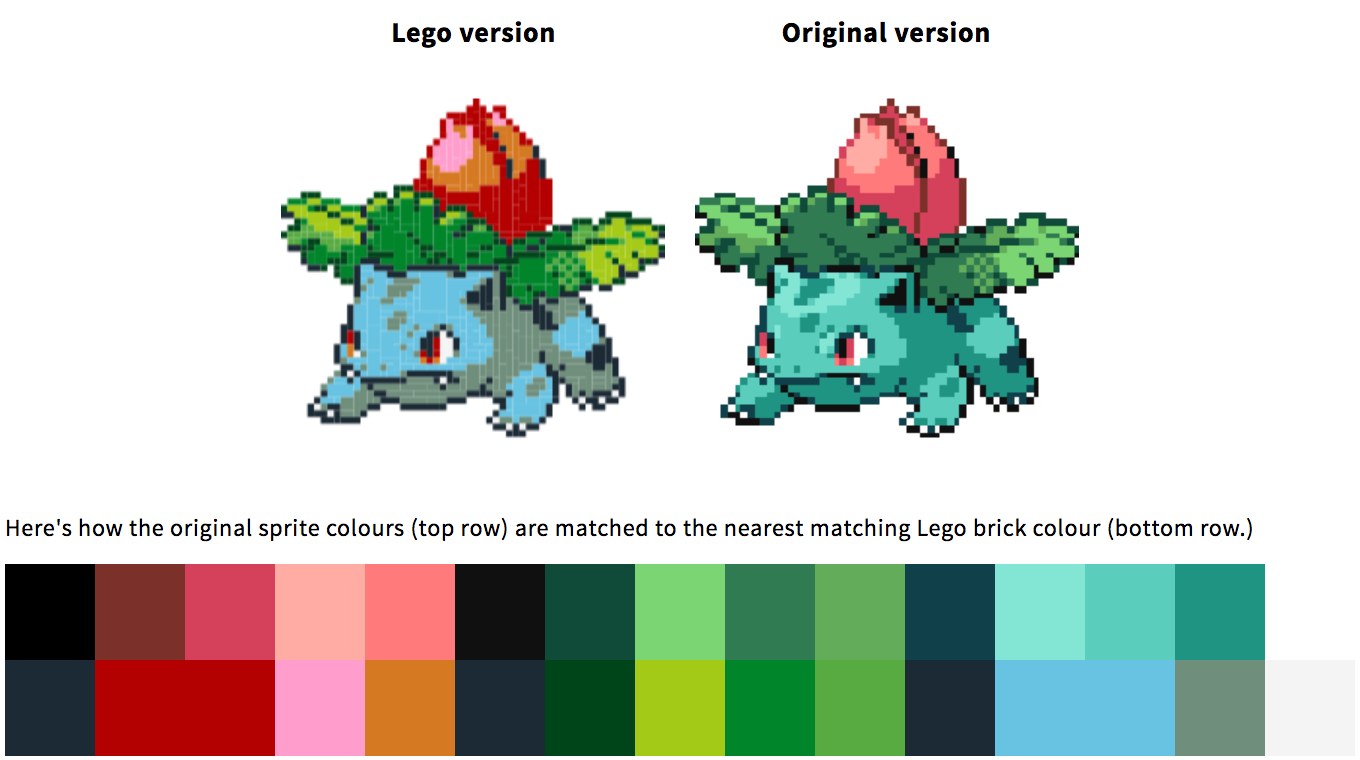 Lego version
Original version
Here's how the original sprite colours (top row) are matched to the nearest matching Lego brick colour (bottom row.)